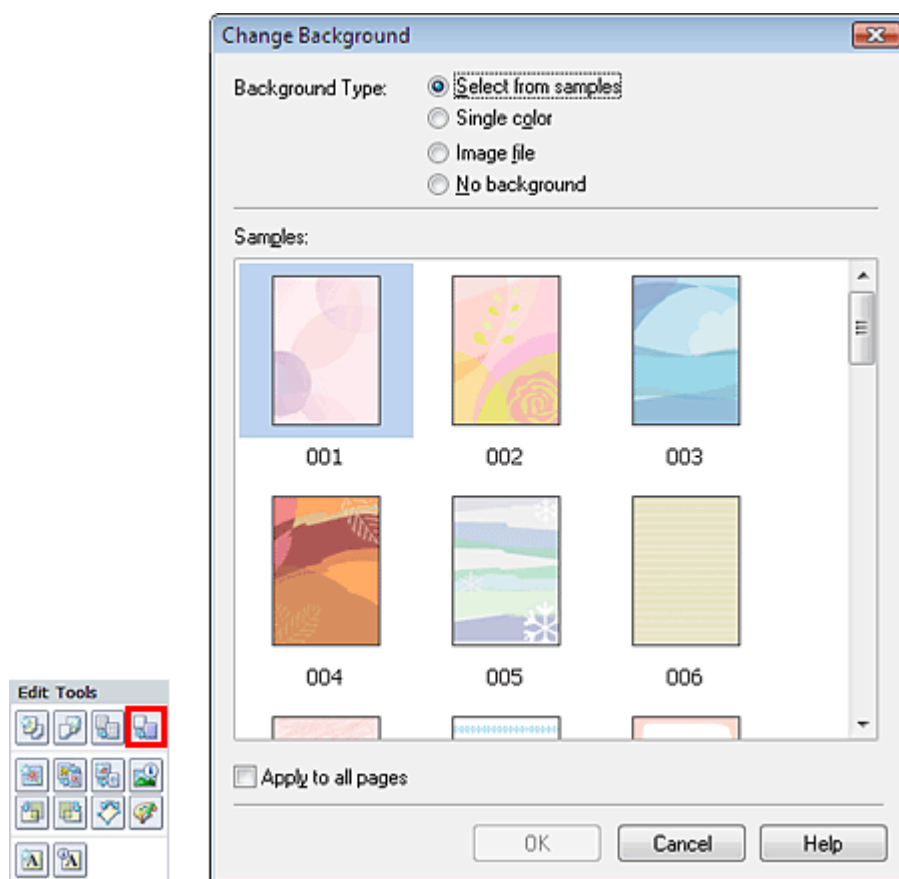 Change Background
Background Type:
Select from samples
Single color
Image file
No background
Samples:
001 002 003
004 005 006
Edit Tools
Apply to all pages
OK Cancel Help